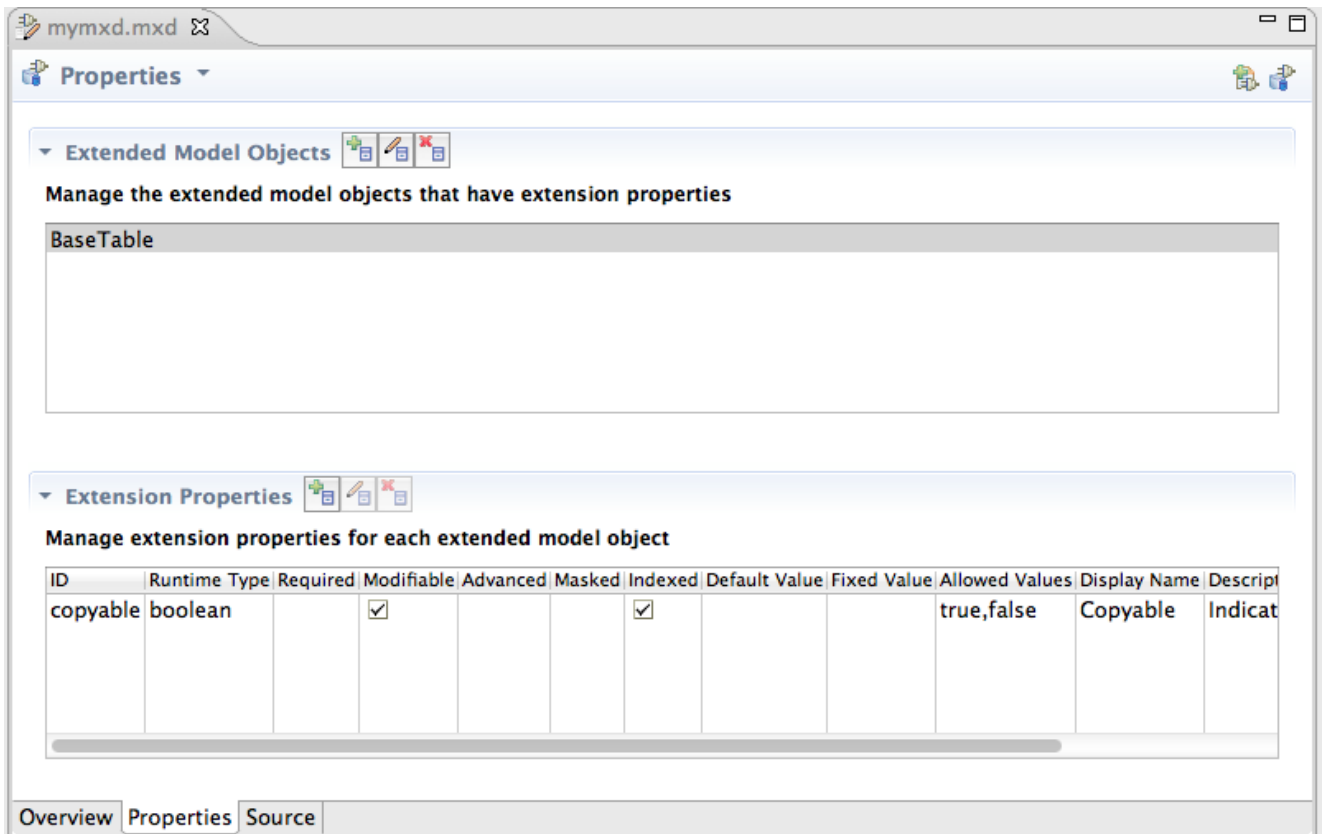 mymxd.mxd
Properties
Extended Model Objects
Manage the extended model objects that have extension properties
BaseTable
Extension Properties
Manage extension properties for each extended model object
ID Runtime Type Required Modifiable Advanced Masked Indexed Default Value Fixed Value Allowed Values Display Name Descript
copyable boolean true,false Copyable Indicat
Overview Properties Source